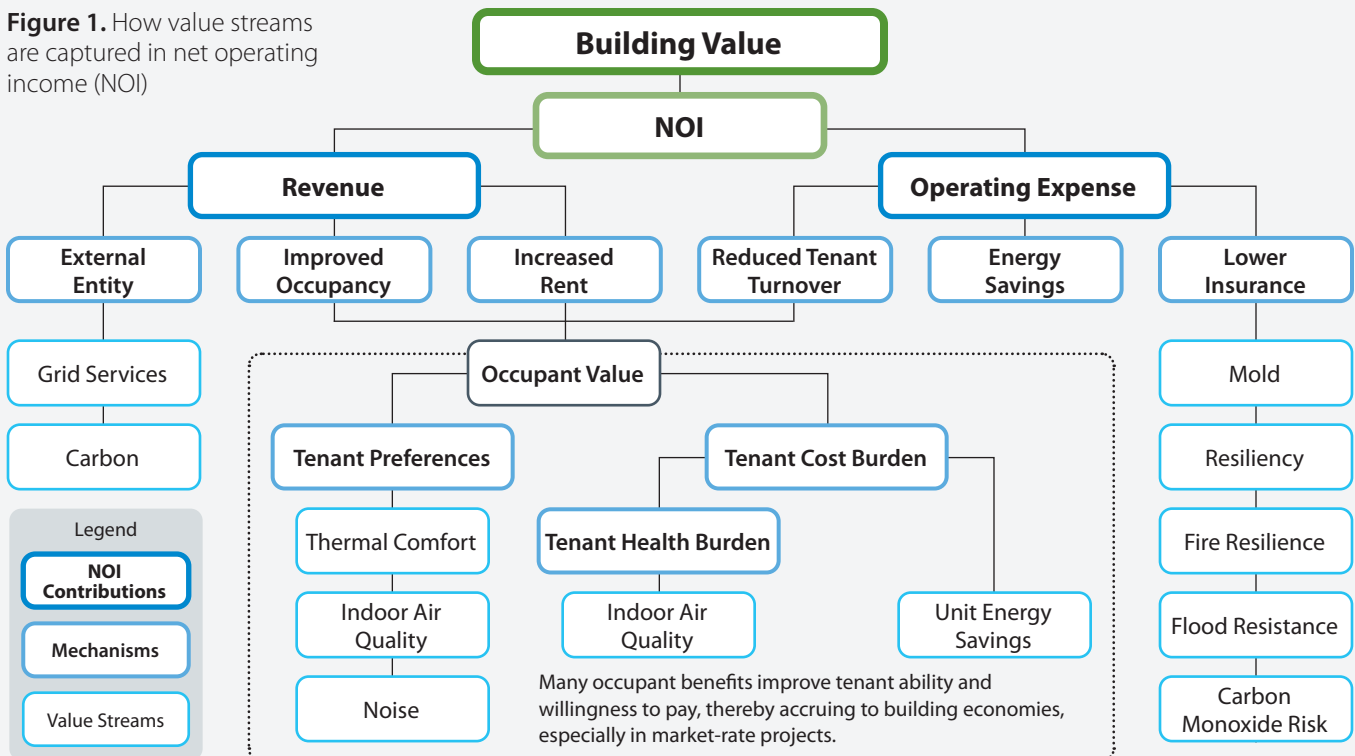 Figure 1. How value streams
are captured in net operating
income (NOI)
Building Value
NOI
Revenue
Operating Expense
External
Entity
Improved
Occupancy
Increased
Rent
Reduced Tenant
Turnover
Energy
Savings
Lower
Insurance
Grid Services
Carbon
Occupant Value
Tenant Preferences
Thermal Comfort
Indoor Air
Quality
Noise
Tenant Cost Burden
Tenant Health Burden
Indoor Air
Quality
Unit Energy
Savings
Many occupant benefits improve tenant ability and
willingness to pay, thereby accruing to building economies,
especially in market-rate projects.
Mold
Resiliency
Fire Resilience
Flood Resistance
Carbon
Monoxide Risk
Legend
NOI
Contributions
Mechanisms
Value Streams